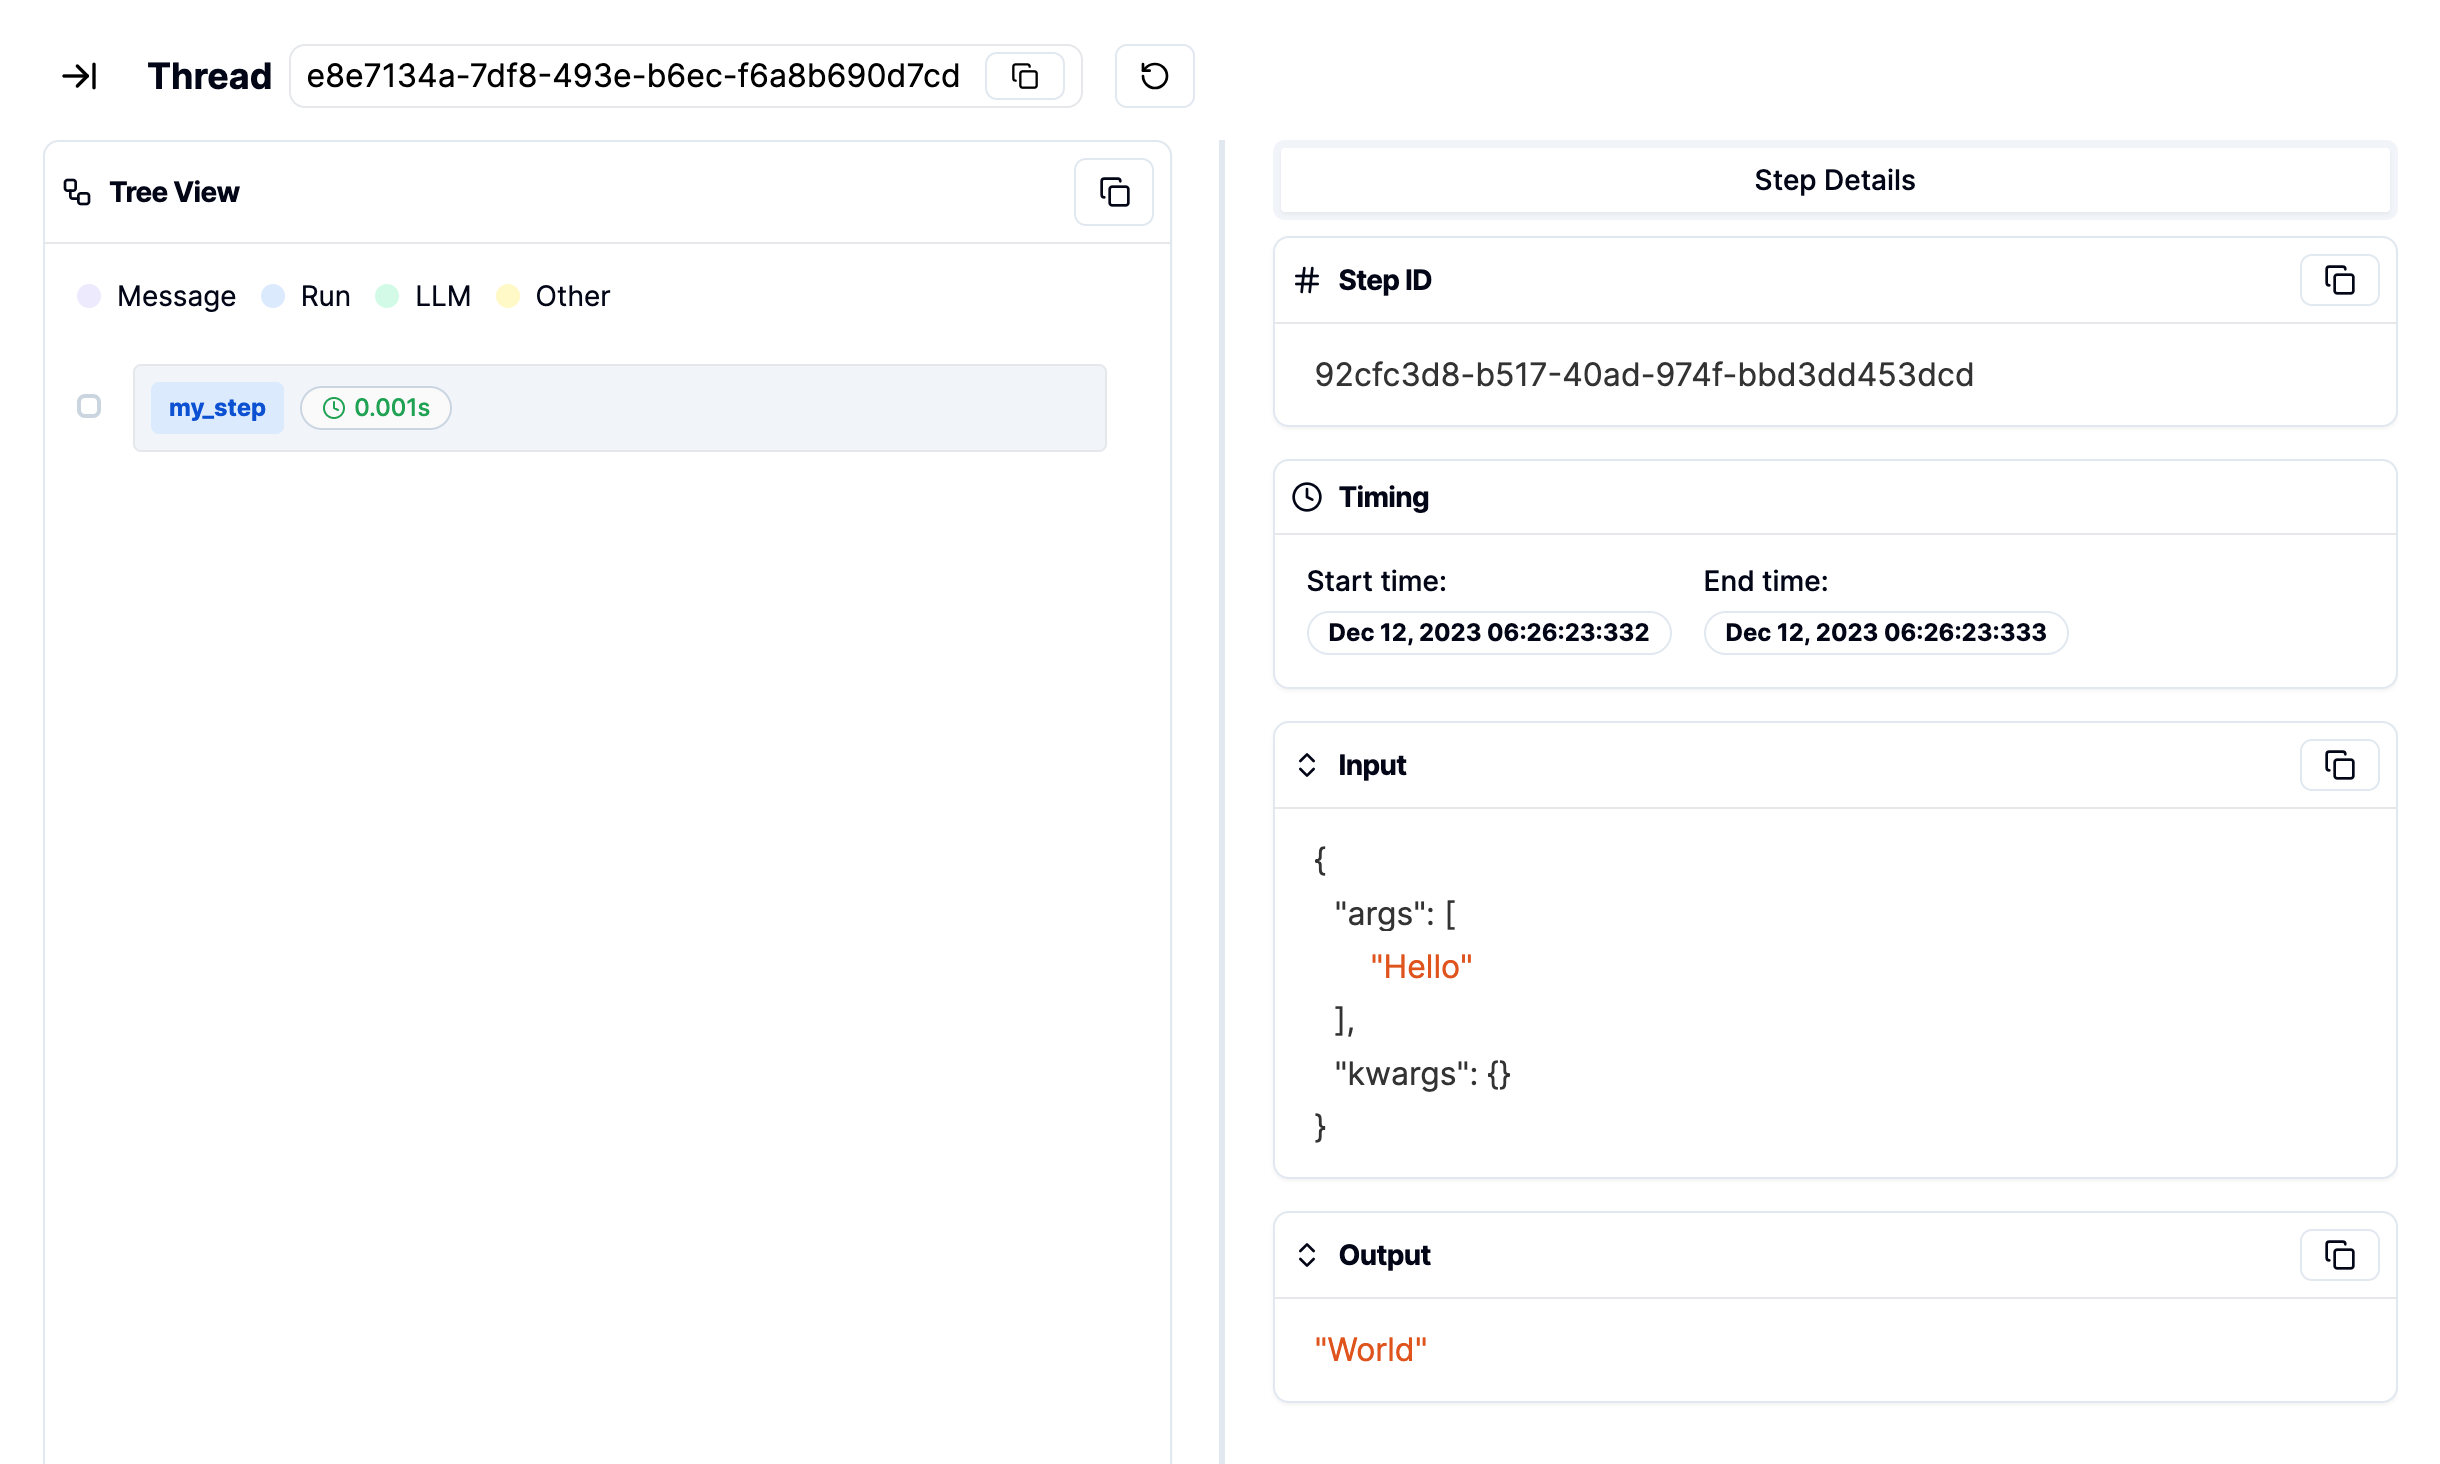 Thread e8e7134a-7df8-493e-b6ec-f6a8b690d7cd
Tree View
Message Run LLM Other
my_step 0.001s
Step Details
Step ID
92cfc3d8-b517-40ad-974f-bbd3dd453dcd
Timing
Start time: End time:
Dec 12, 2023 06:26:23:332 Dec 12, 2023 06:26:23:333
Input
{
"args": [
"Hello"
],
"kwargs": {}
}
Output
"World"